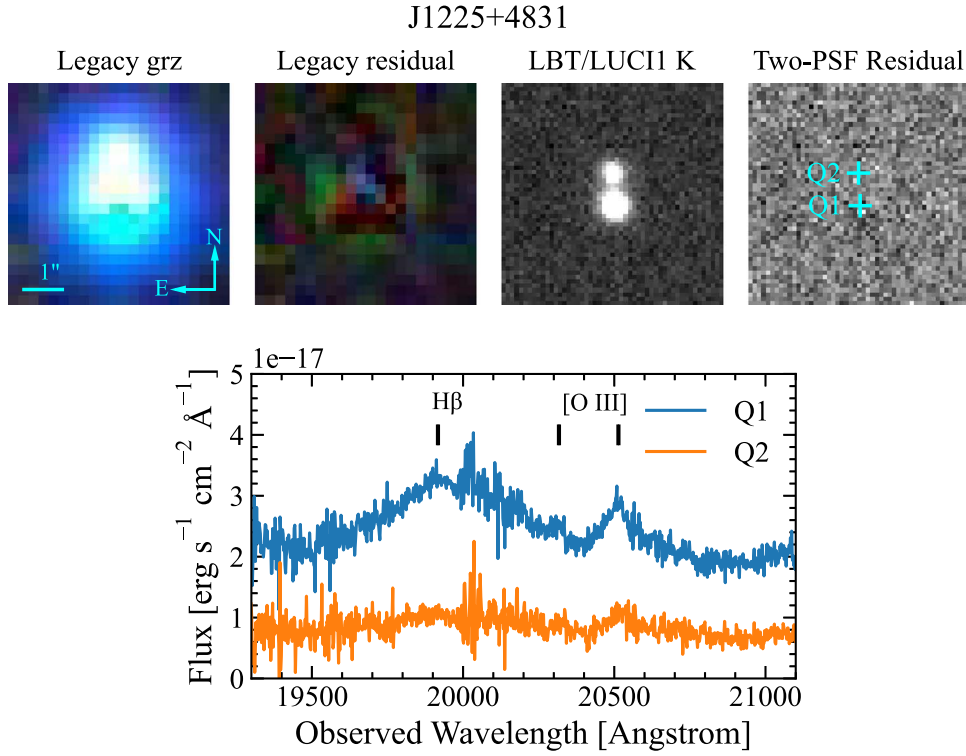 J1225+4831
Legacy grz
Legacy residual
LBT/LUCI1 K
Two-PSF Residual
1"
N
E
Q2
Q1
1e−17
Hβ
[O III]
Q1
Q2
5
4
3
2
1
0
Flux [erg s⁻¹ cm⁻² Å⁻¹]
19500
20000
20500
21000
Observed Wavelength [Angstrom]